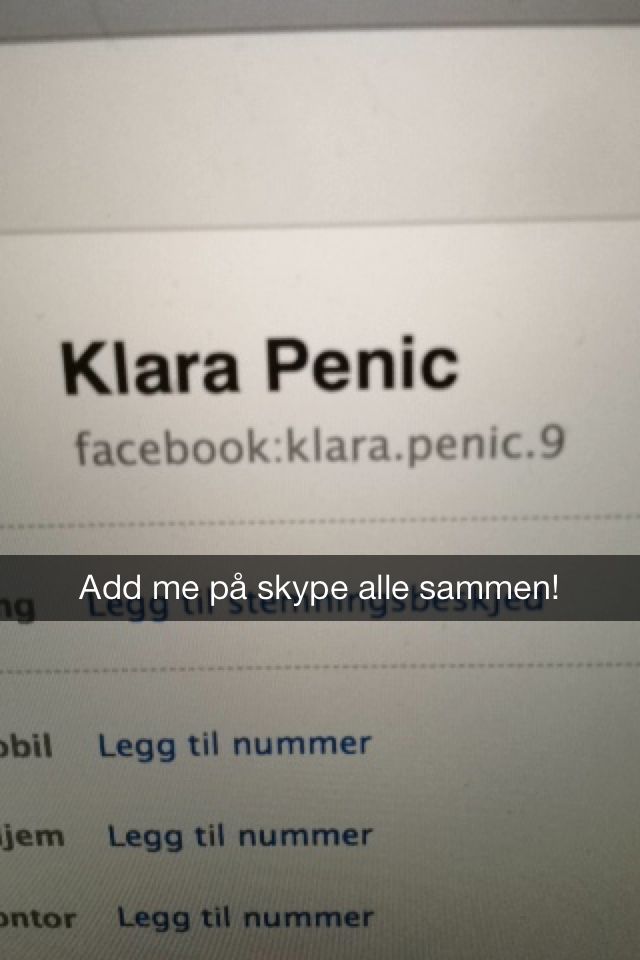 Klara Penic
facebook:klara.penic.9
Add me på skype alle sammen!
ng Legg til stemningsbeskjed
obil Legg til nummer
jem Legg til nummer
ontor Legg til nummer